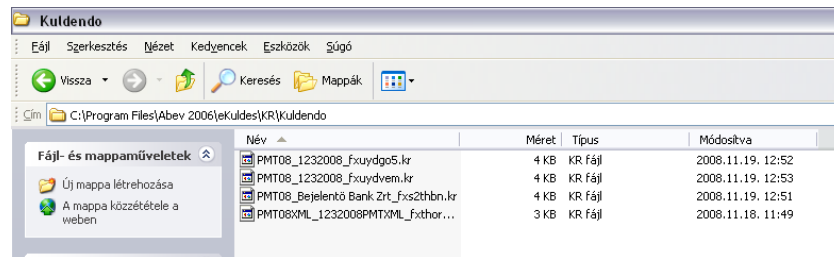 Kuldendo
Fájl Szerkesztés Nézet Kedvencek Eszközök Súgó
Vissza Keresés Mappák
Cím C:\Program Files\Abev 2006\eKuldes\KR\Kuldendo
Név Méret Típus Módosítva
Fájl- és mappaműveletek
Új mappa létrehozása
A mappa közzététele a
weben
PMT08_1232008_fxuydgo5.kr 4 KB KR fájl 2008.11.19. 12:52
PMT08_1232008_fxuydvem.kr 4 KB KR fájl 2008.11.19. 12:53
PMT08_Bejelentö Bank Zrt_fxs2thbn.kr 4 KB KR fájl 2008.11.19. 12:51
PMT08XML_1232008PMTXML_fxthor... 3 KB KR fájl 2008.11.18. 11:49